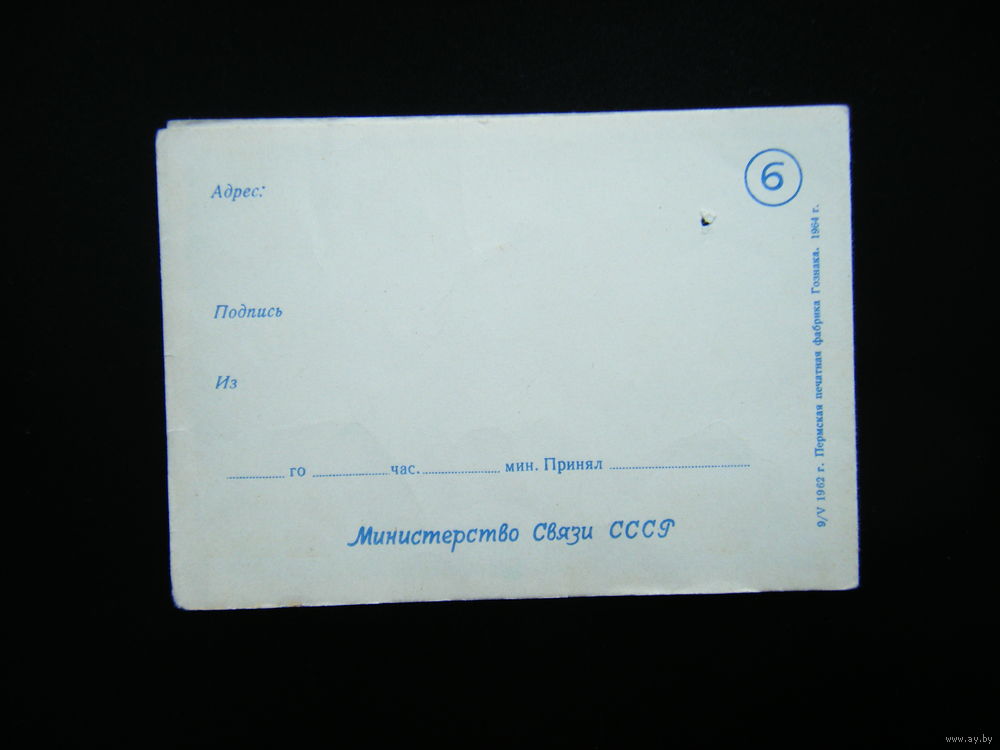 Адрес:
6
Подпись
Из
го час. мин. Принял
Министерство Связи СССР
9/V 1962 г. Пермская печатная фабрика Гознака. 1964 г.
www.ay.by